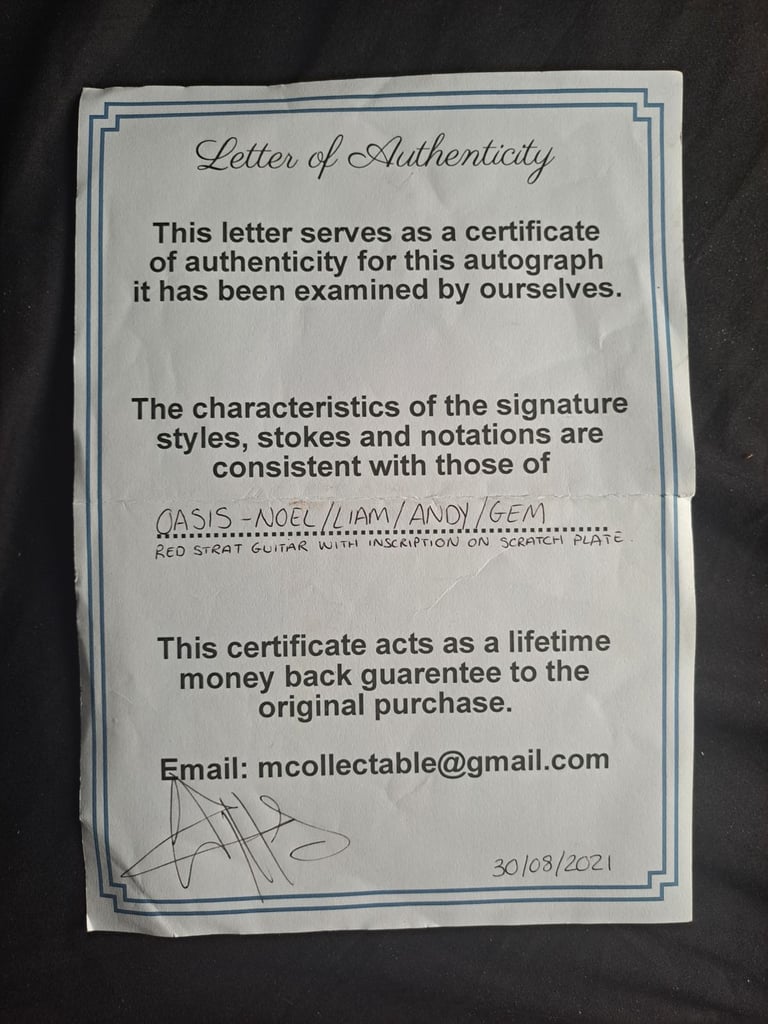 Letter of Authenticity
This letter serves as a certificate
of authenticity for this autograph
it has been examined by ourselves.
The characteristics of the signature
styles, stokes and notations are
consistent with those of
OASIS - NOEL/LIAM/ANDY/GEM
RED STRAT GUITAR WITH INSCRIPTION ON SCRATCH PLATE.
This certificate acts as a lifetime
money back guarentee to the
original purchase.
Email: mcollectable@gmail.com
30/08/2021